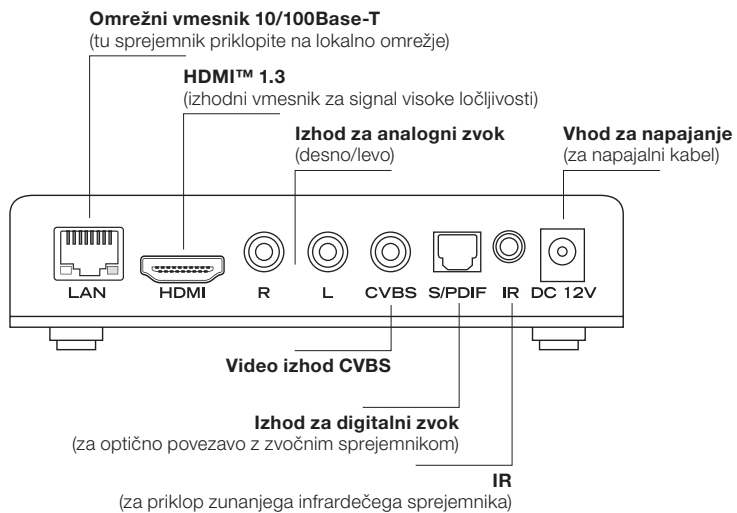 Omrežni vmesnik 10/100Base-T
(tu sprejemnik priklopite na lokalno omrežje)
HDMI™ 1.3
(izhodni vmesnik za signal visoke ločljivosti)
Izhod za analogni zvok
(desno/levo)
Vhod za napajanje
(za napajalni kabel)
LAN HDMI R L CVBS S/PDIF IR DC 12V
Video izhod CVBS
Izhod za digitalni zvok
(za optično povezavo z zvočnim sprejemnikom)
IR
(za priklop zunanjega infrardečega sprejemnika)